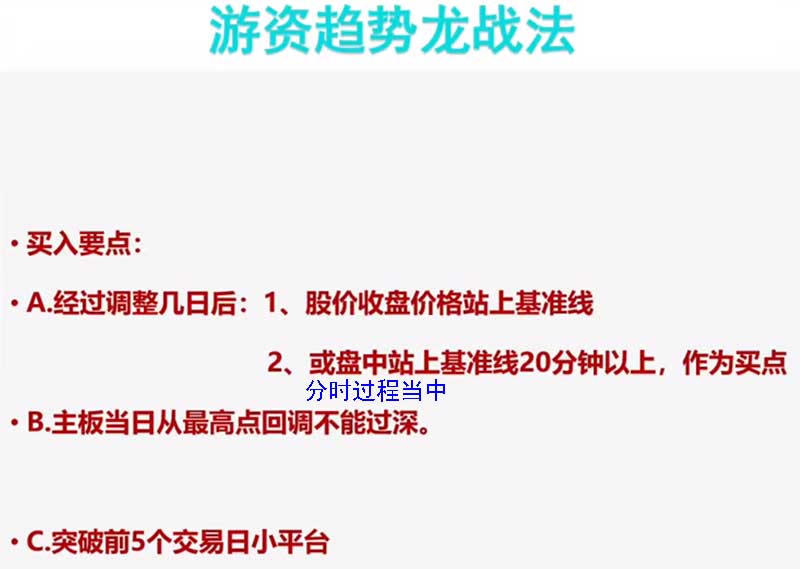 游资趋势龙战法
• 买入要点：
• A.经过调整几日后：1、股价收盘价格站上基准线
2、或盘中站上基准线20分钟以上，作为买点
分时过程当中
• B.主板当日从最高点回调不能过深。
• C.突破前5个交易日小平台